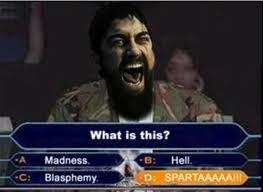 What is this?
A Madness. B: Hell.
C: Blasphemy. D: SPARTAAAAA!!!